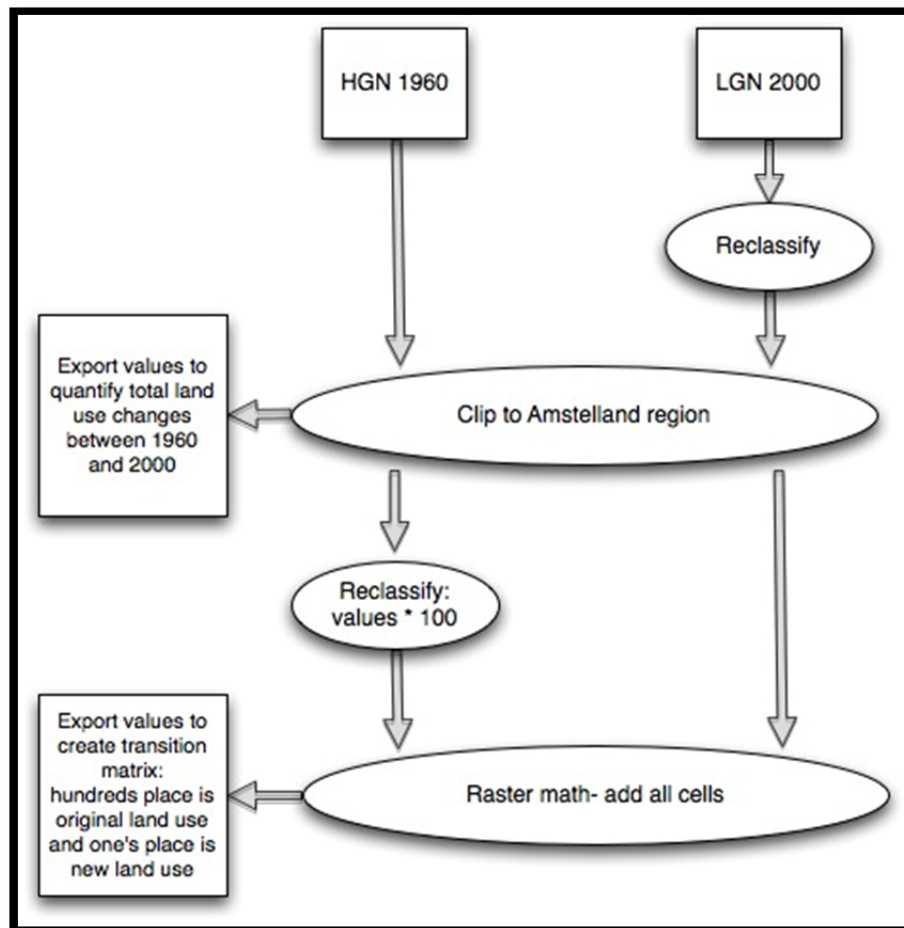 HGN 1960
LGN 2000
Reclassify
Export values to
quantify total land
use changes
between 1960
and 2000
Clip to Amstelland region
Reclassify:
values * 100
Export values to
create transition
matrix:
hundreds place is
original land use
and one's place is
new land use
Raster math- add all cells